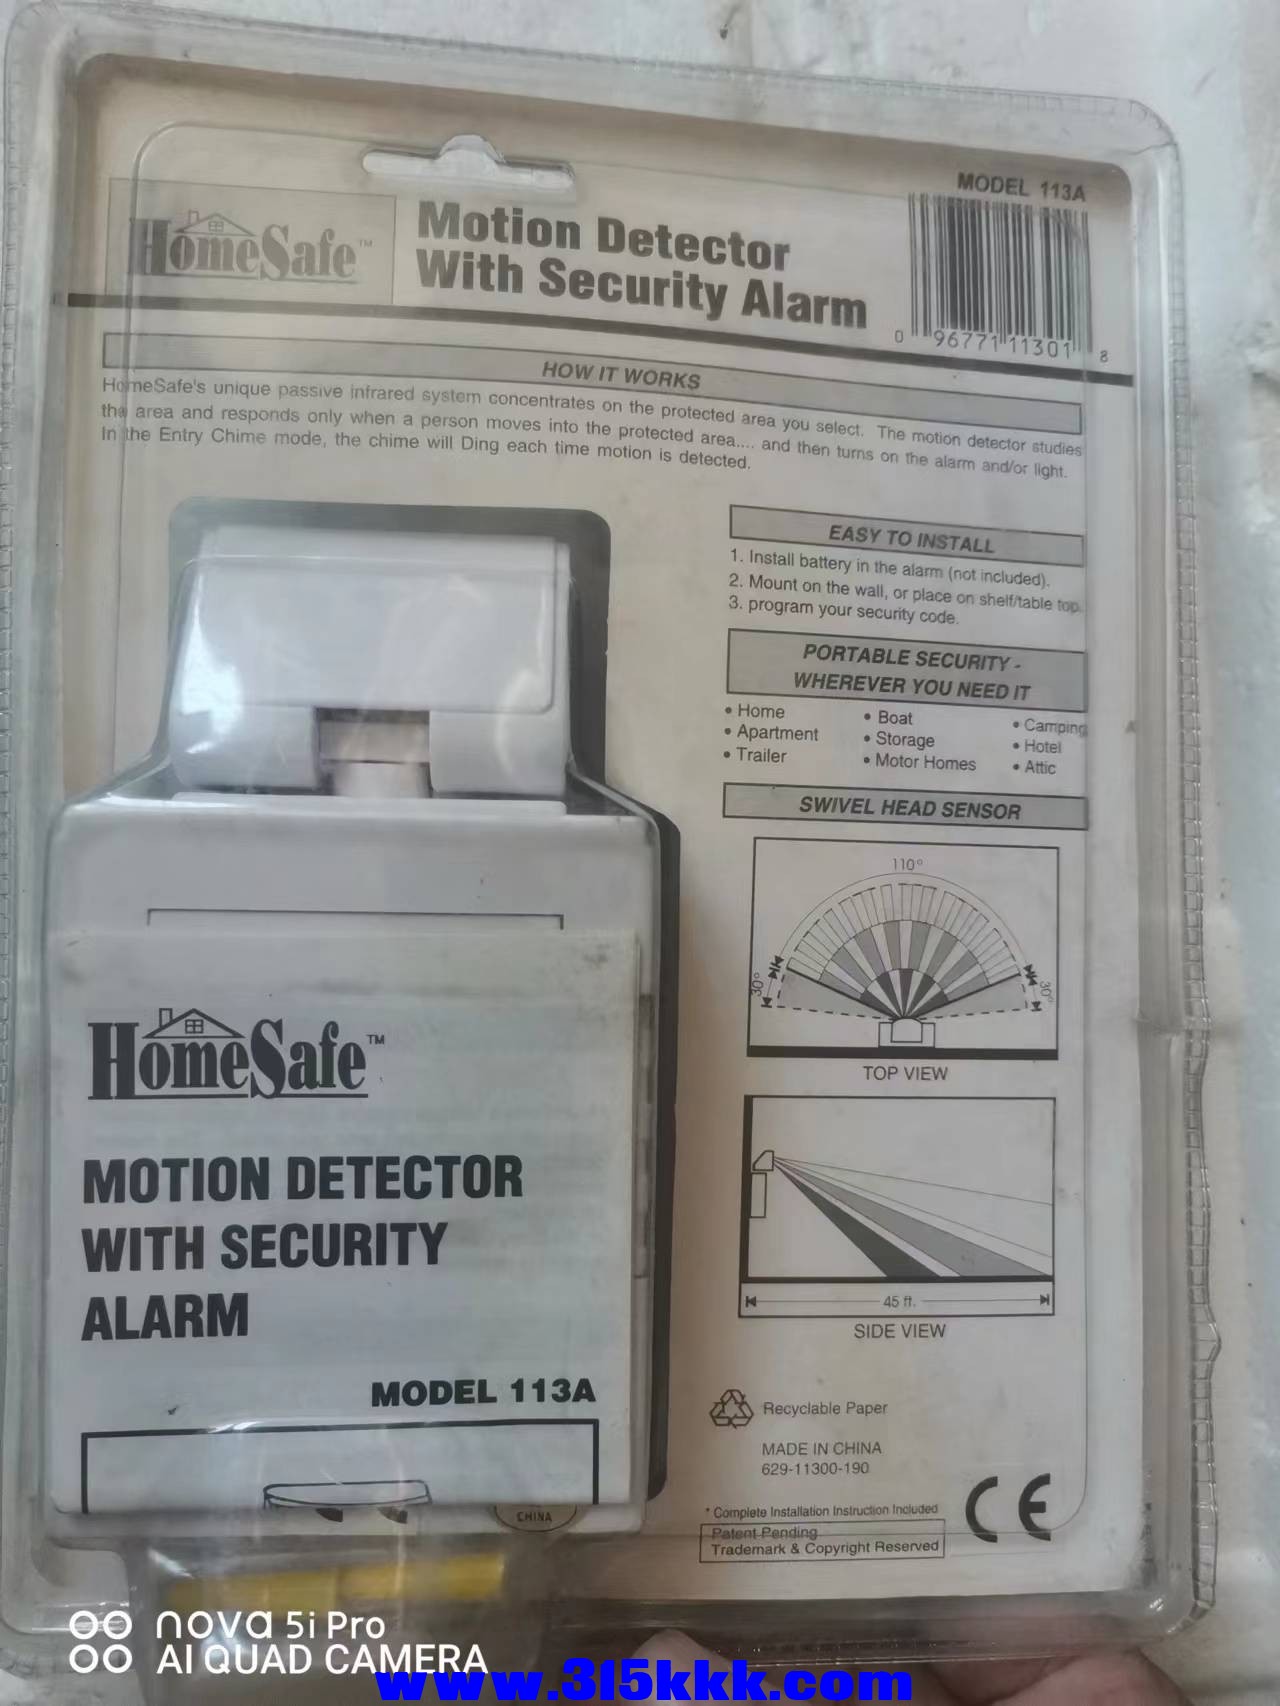 MODEL 113A
HomeSafe™
Motion Detector
With Security Alarm
0 96771 11301 8
HOW IT WORKS
HomeSafe's unique passive infrared system concentrates on the protected area you select. The motion detector studies
the area and responds only when a person moves into the protected area.... and then turns on the alarm and/or light.
In the Entry Chime mode, the chime will Ding each time motion is detected.
EASY TO INSTALL
1. Install battery in the alarm (not included).
2. Mount on the wall, or place on shelf/table top.
3. program your security code.
PORTABLE SECURITY -
WHEREVER YOU NEED IT
• Home • Boat • Camping
• Apartment • Storage • Hotel
• Trailer • Motor Homes • Attic
SWIVEL HEAD SENSOR
110°
30° 30°
TOP VIEW
45 ft.
SIDE VIEW
HomeSafe™
MOTION DETECTOR
WITH SECURITY
ALARM
MODEL 113A
CHINA
Recyclable Paper
MADE IN CHINA
629-11300-190
* Complete Installation Instruction Included
Patent Pending
Trademark & Copyright Reserved
CE
nova 5i Pro
AI QUAD CAMERA
www.315kkk.com